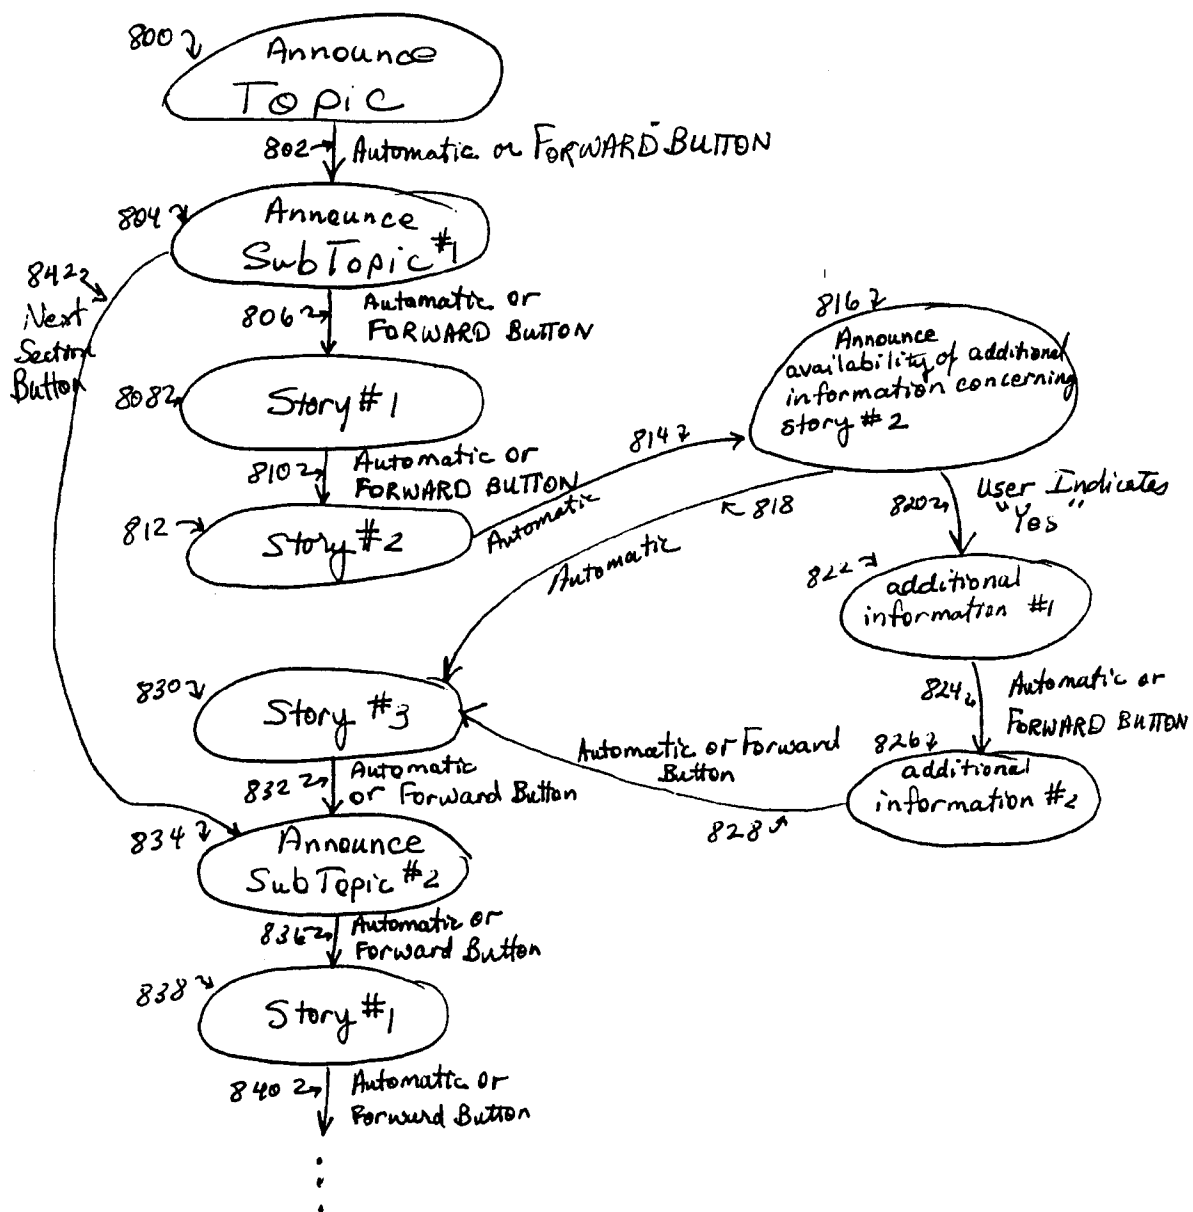 800
Announce
Topic
802
Automatic or FORWARD BUTTON
804
Announce
SubTopic #1
842
Next
Section
Button
806
Automatic or
FORWARD BUTTON
808
Story #1
810
Automatic or
FORWARD BUTTON
812
Story #2
814
Automatic
816
Announce
availability of additional
information concerning
story #2
818
Automatic
820
User Indicates
"Yes"
822
additional
information #1
824
Automatic or
FORWARD BUTTON
826
additional
information #2
828
Automatic or Forward
Button
830
Story #3
832
Automatic
or Forward Button
834
Announce
SubTopic #2
836
Automatic or
Forward Button
838
Story #1
840
Automatic or
Forward Button